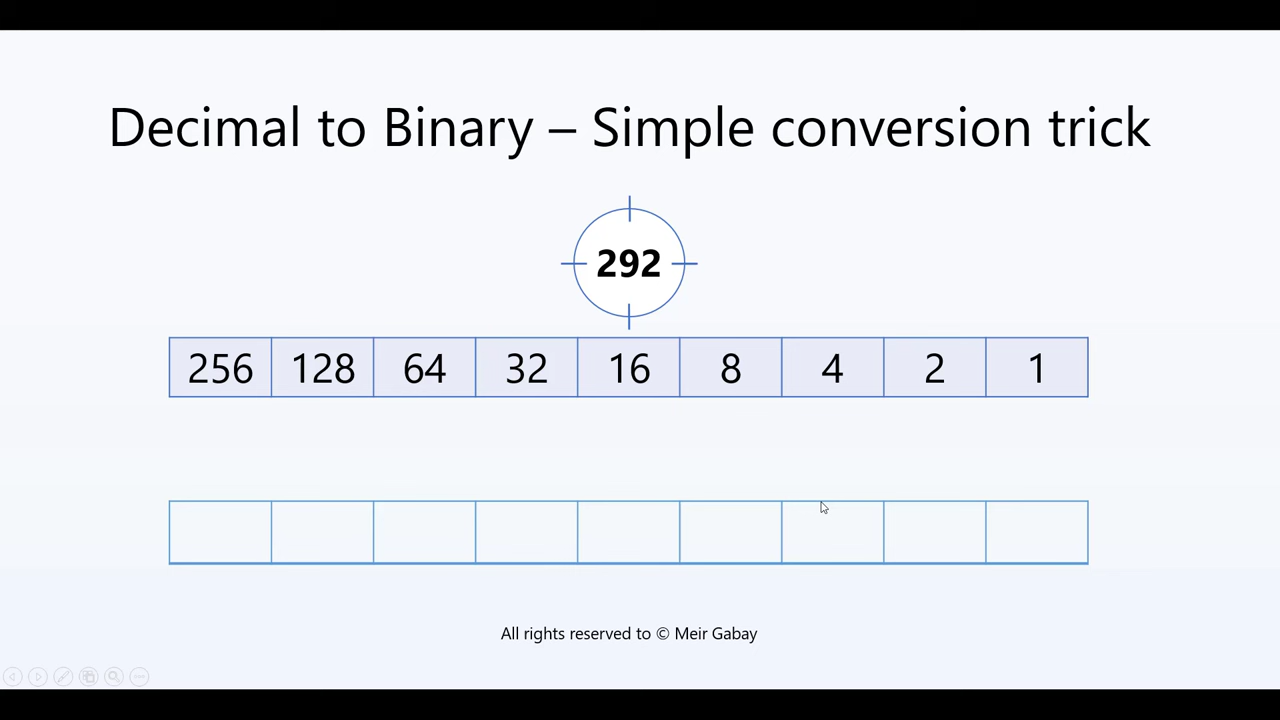 Decimal to Binary – Simple conversion trick
292
256 128 64 32 16 8 4 2 1
All rights reserved to © Meir Gabay